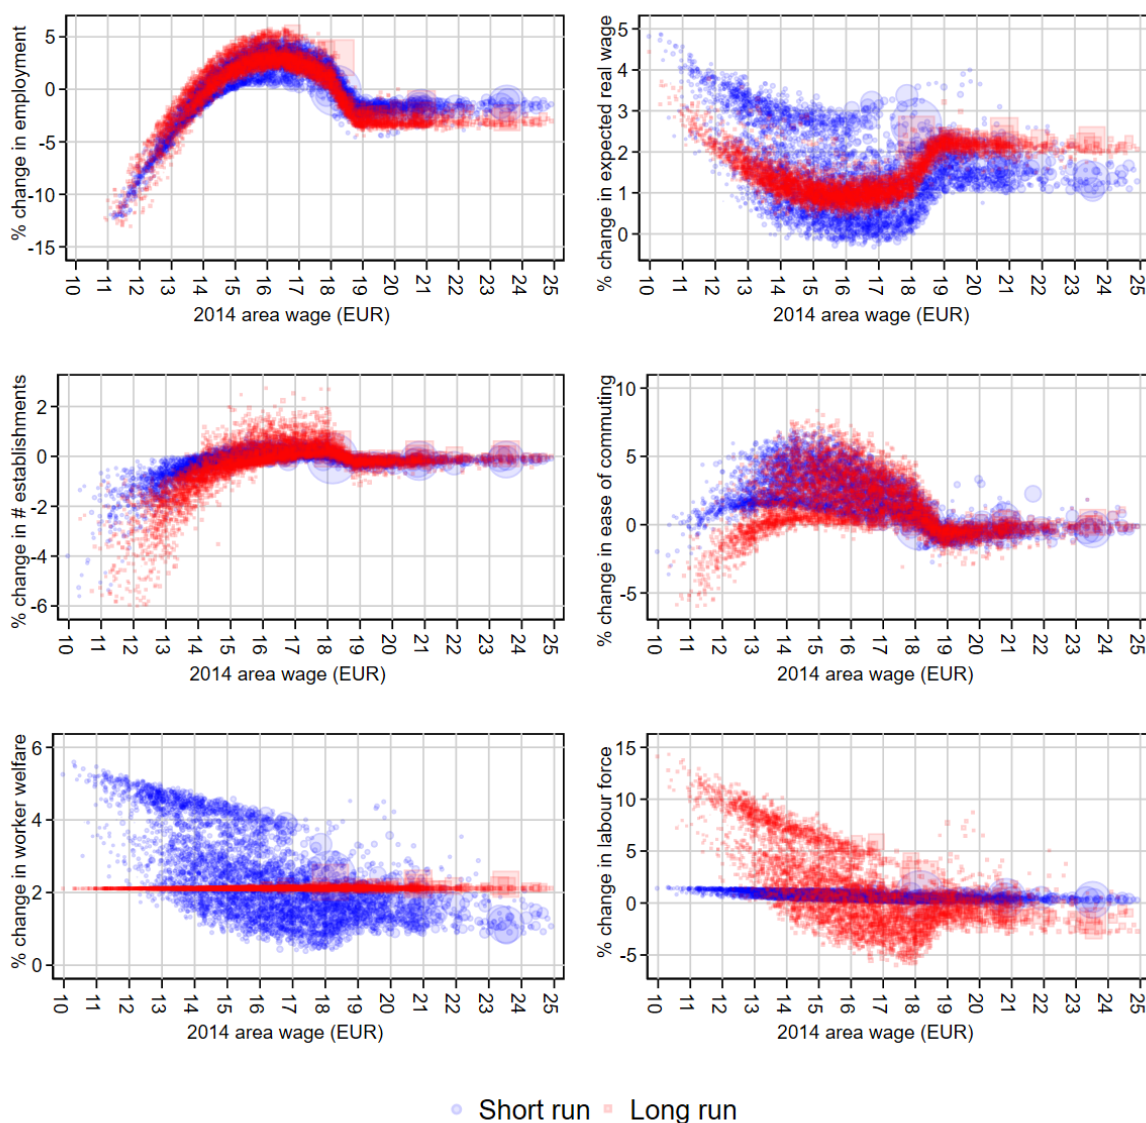 % change in employment
5
0
-5
-10
-15
10 11 12 13 14 15 16 17 18 19 20 21 22 23 24 25
2014 area wage (EUR)
% change in expected real wage
5
4
3
2
1
0
10 11 12 13 14 15 16 17 18 19 20 21 22 23 24 25
2014 area wage (EUR)
% change in # establishments
2
0
-2
-4
-6
10 11 12 13 14 15 16 17 18 19 20 21 22 23 24 25
2014 area wage (EUR)
% change in ease of commuting
10
5
0
-5
10 11 12 13 14 15 16 17 18 19 20 21 22 23 24 25
2014 area wage (EUR)
% change in worker welfare
6
4
2
0
10 11 12 13 14 15 16 17 18 19 20 21 22 23 24 25
2014 area wage (EUR)
% change in labour force
15
10
5
0
-5
10 11 12 13 14 15 16 17 18 19 20 21 22 23 24 25
2014 area wage (EUR)
Short run Long run